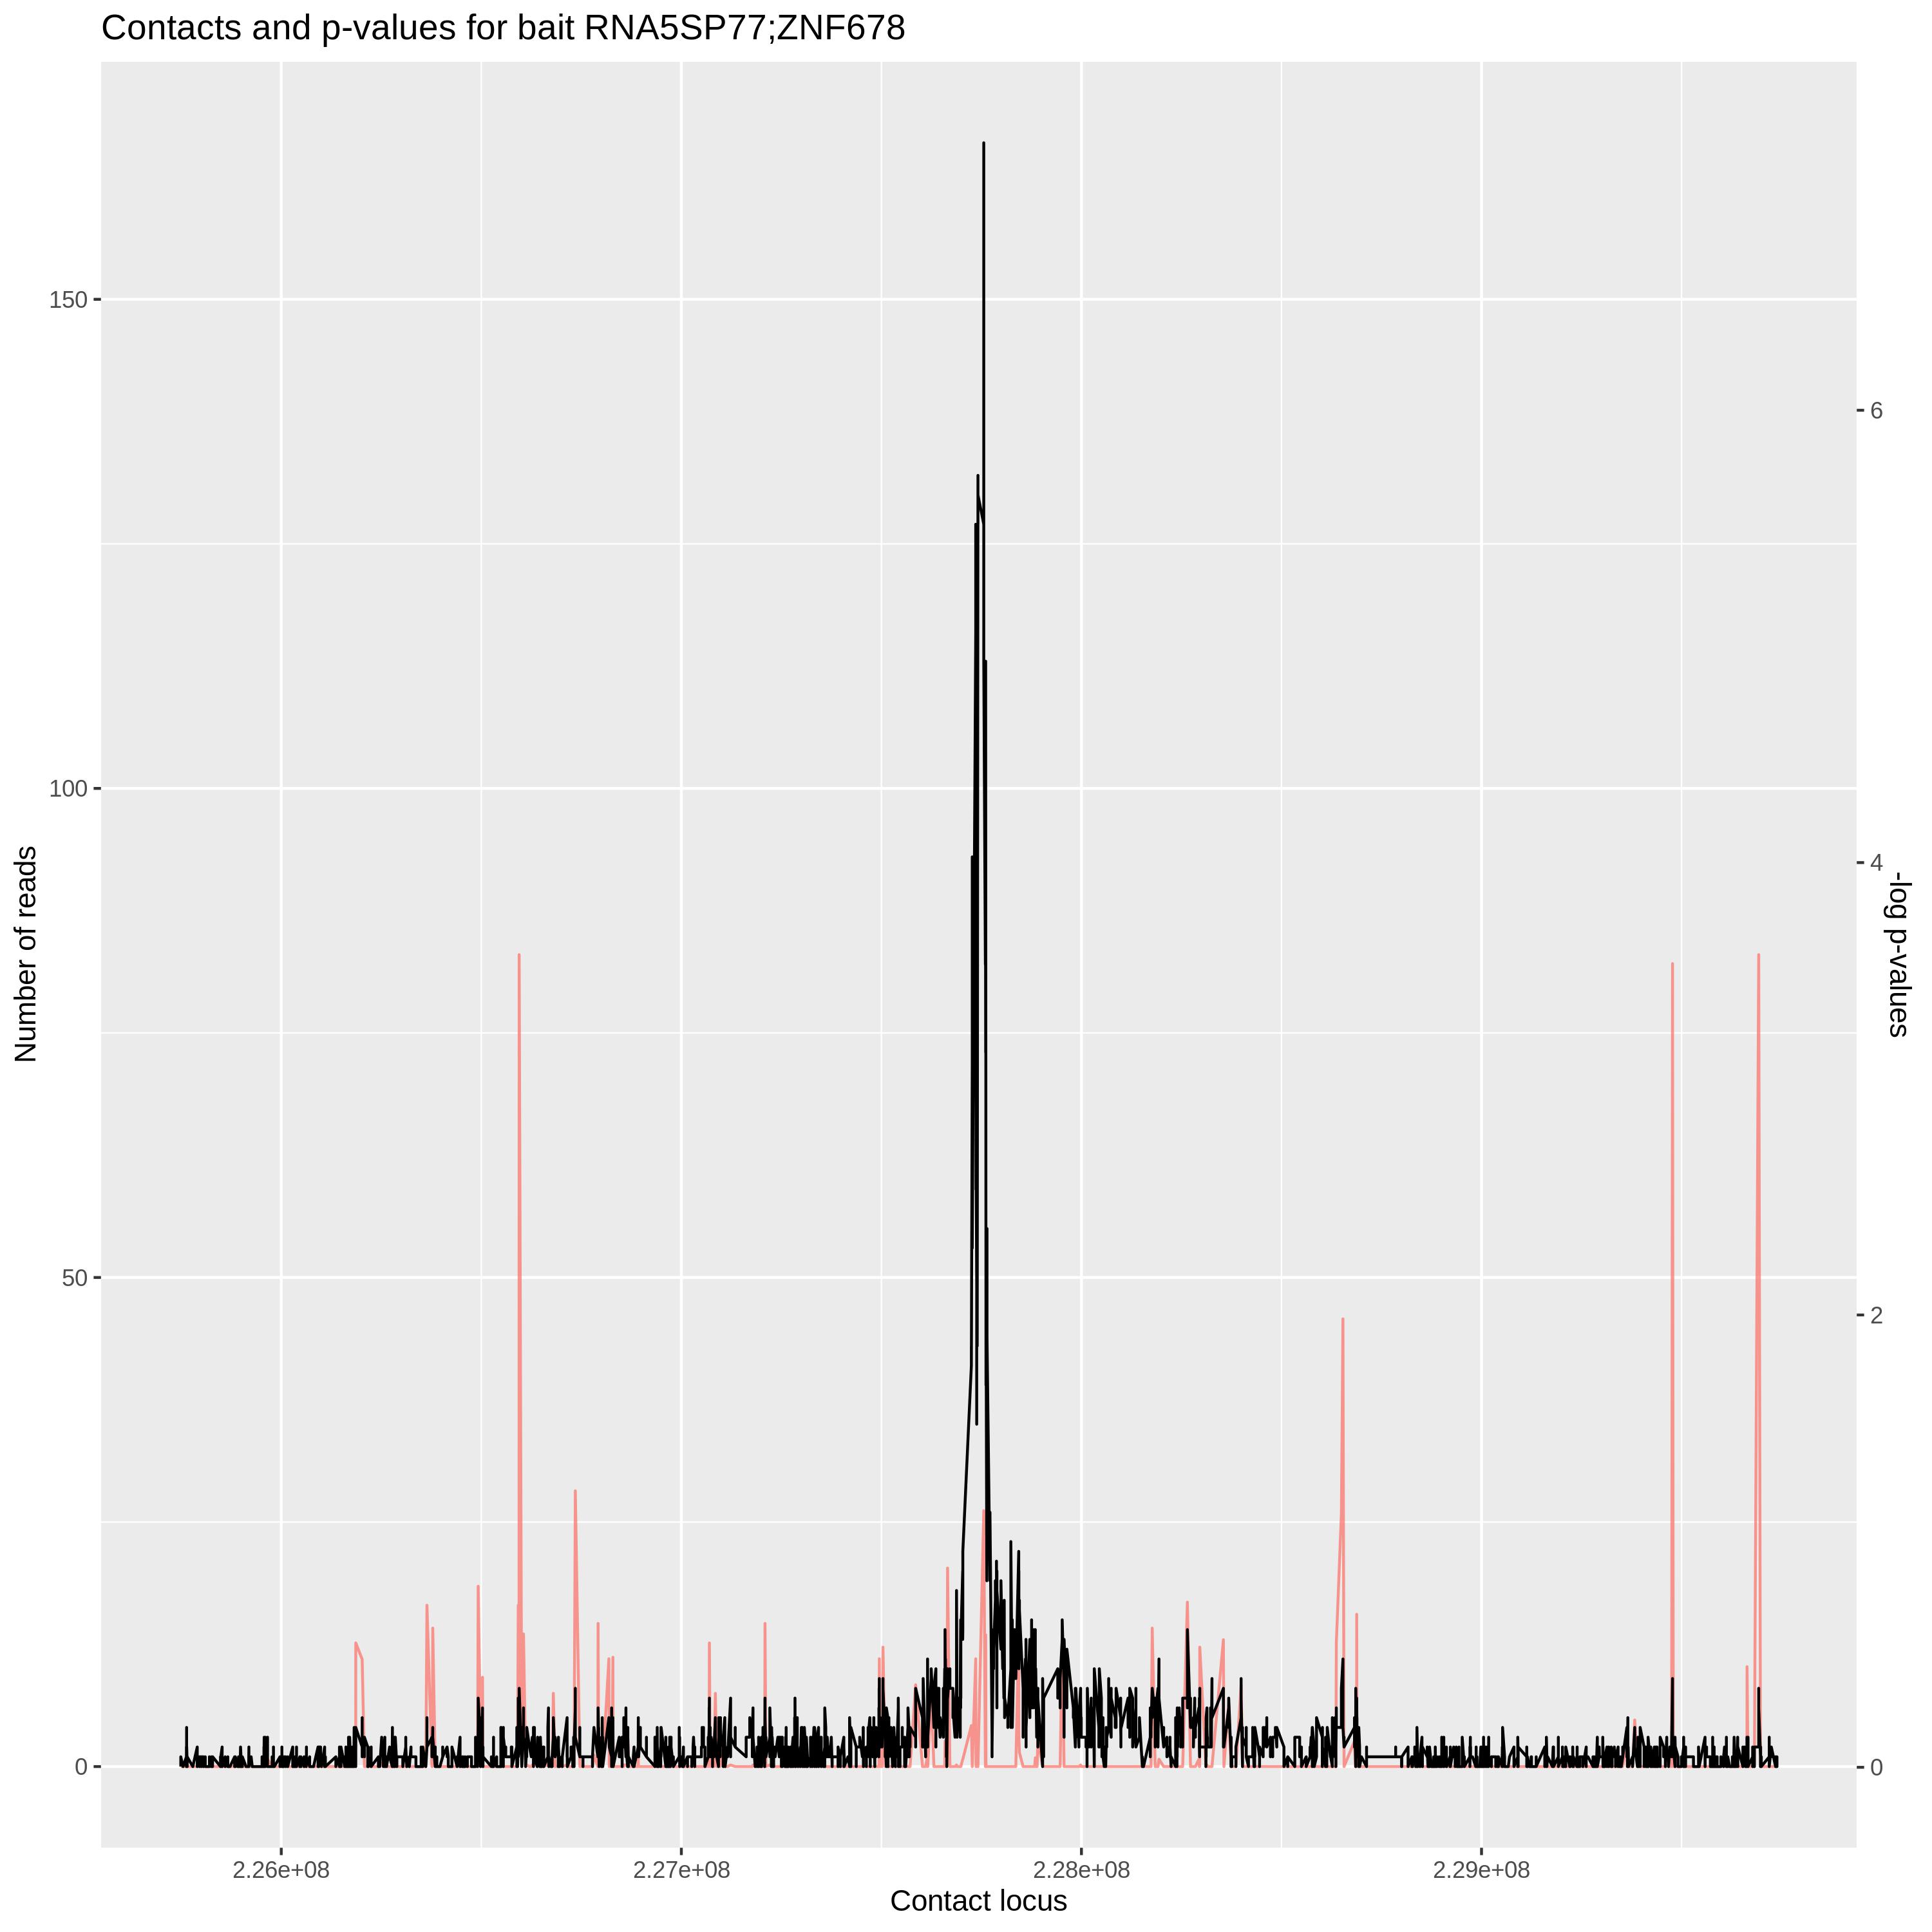 Contacts and p-values for bait RNA5SP77;ZNF678
150
100
50
0
Number of reads
6
4
2
0
-log p-values
2.26e+08
2.27e+08
2.28e+08
2.29e+08
Contact locus